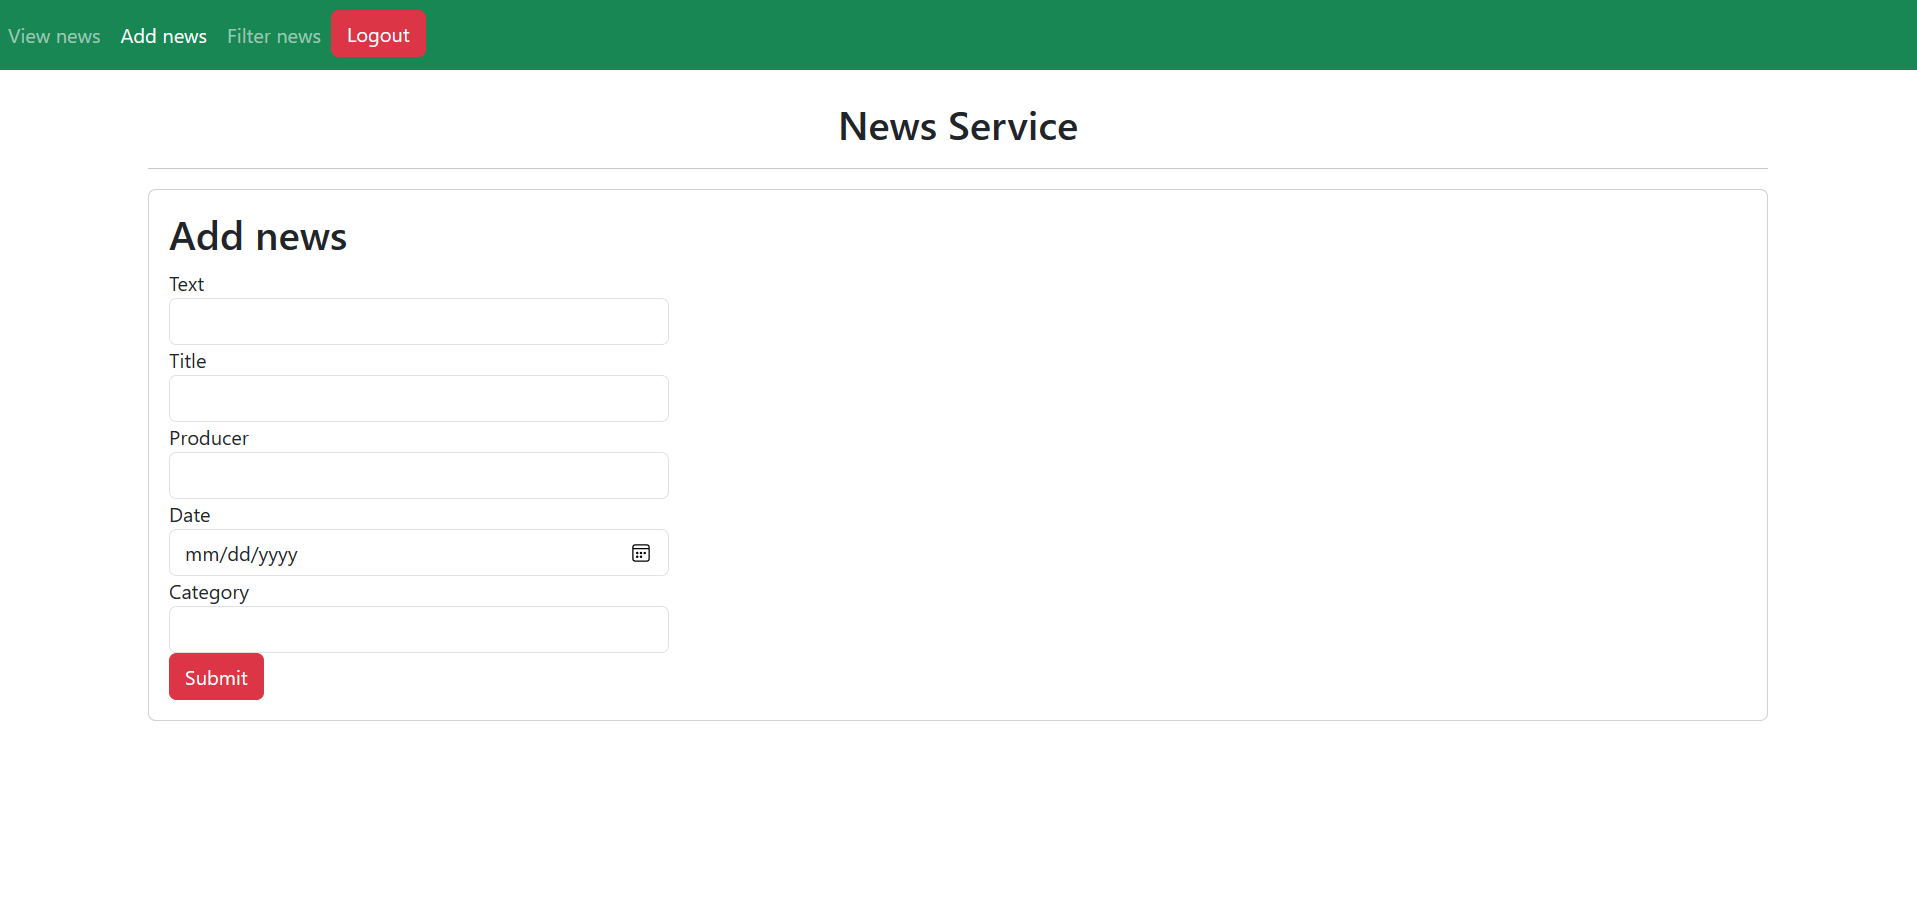 View news Add news Filter news Logout
News Service
Add news
Text
Title
Producer
Date
mm/dd/yyyy
Category
Submit